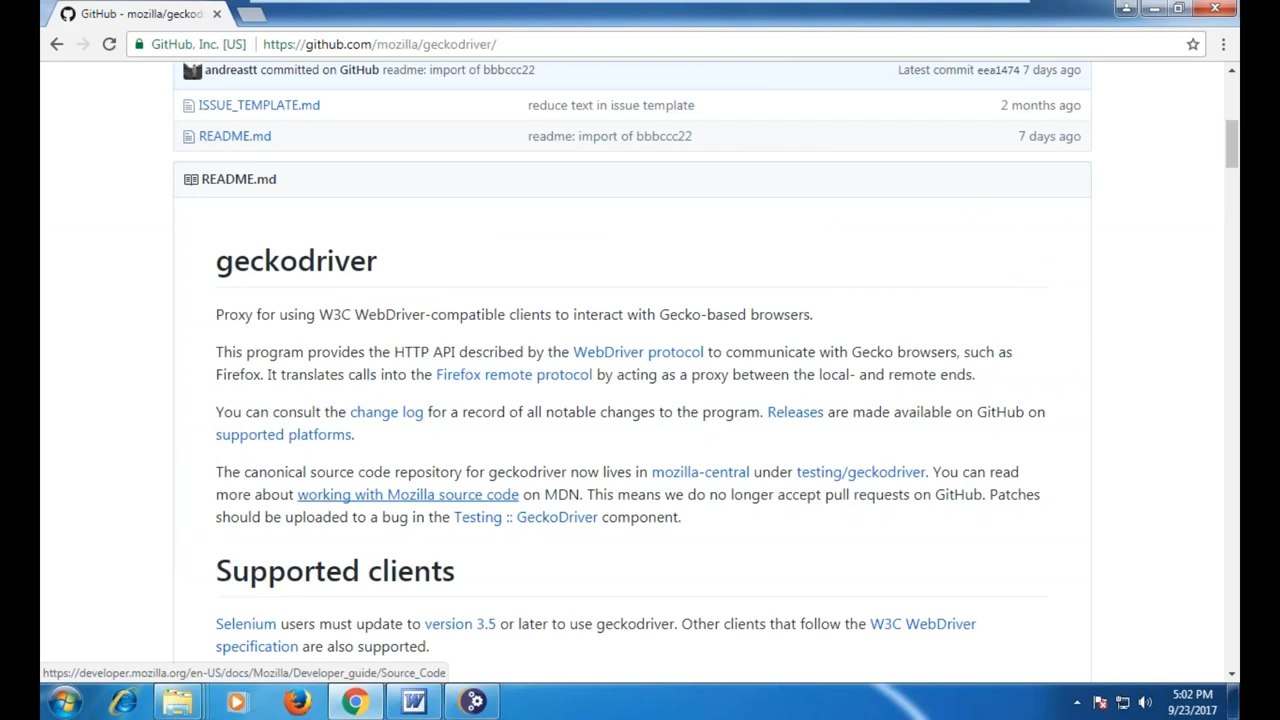 GitHub - mozilla/geckod
GitHub, Inc. [US] https://github.com/mozilla/geckodriver/
andreastt committed on GitHub readme: import of bbbccc22 Latest commit eea1474 7 days ago
ISSUE_TEMPLATE.md reduce text in issue template 2 months ago
README.md readme: import of bbbccc22 7 days ago
README.md
geckodriver
Proxy for using W3C WebDriver-compatible clients to interact with Gecko-based browsers.
This program provides the HTTP API described by the WebDriver protocol to communicate with Gecko browsers, such as
Firefox. It translates calls into the Firefox remote protocol by acting as a proxy between the local- and remote ends.
You can consult the change log for a record of all notable changes to the program. Releases are made available on GitHub on
supported platforms.
The canonical source code repository for geckodriver now lives in mozilla-central under testing/geckodriver. You can read
more about working with Mozilla source code on MDN. This means we do no longer accept pull requests on GitHub. Patches
should be uploaded to a bug in the Testing :: GeckoDriver component.
Supported clients
Selenium users must update to version 3.5 or later to use geckodriver. Other clients that follow the W3C WebDriver
specification are also supported.
https://developer.mozilla.org/en-US/docs/Mozilla/Developer_guide/Source_Code
5:02 PM
9/23/2017